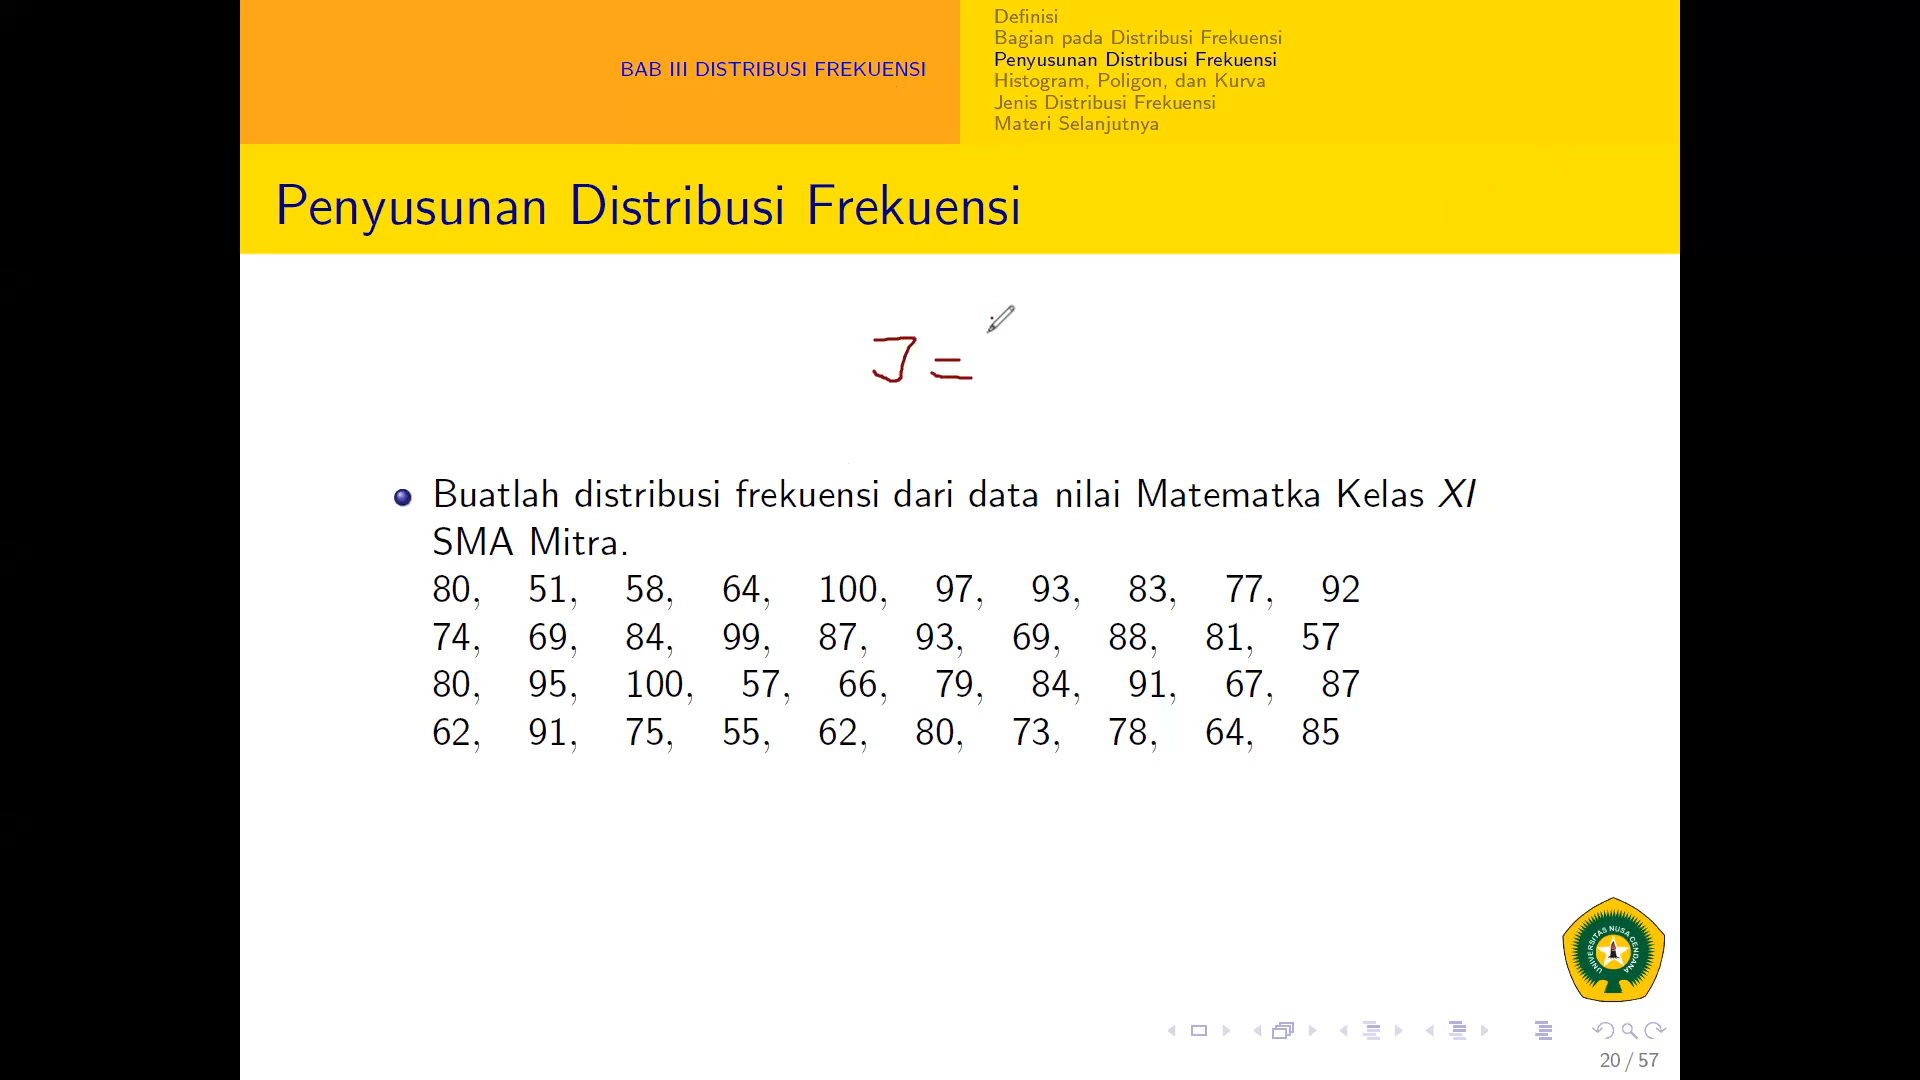 BAB III DISTRIBUSI FREKUENSI
Definisi
Bagian pada Distribusi Frekuensi
Penyusunan Distribusi Frekuensi
Histogram, Poligon, dan Kurva
Jenis Distribusi Frekuensi
Materi Selanjutnya
Penyusunan Distribusi Frekuensi
J =
Buatlah distribusi frekuensi dari data nilai Matematka Kelas XI
SMA Mitra.
80, 51, 58, 64, 100, 97, 93, 83, 77, 92
74, 69, 84, 99, 87, 93, 69, 88, 81, 57
80, 95, 100, 57, 66, 79, 84, 91, 67, 87
62, 91, 75, 55, 62, 80, 73, 78, 64, 85
UNIVERSITAS NUSA CENDANA
20 / 57